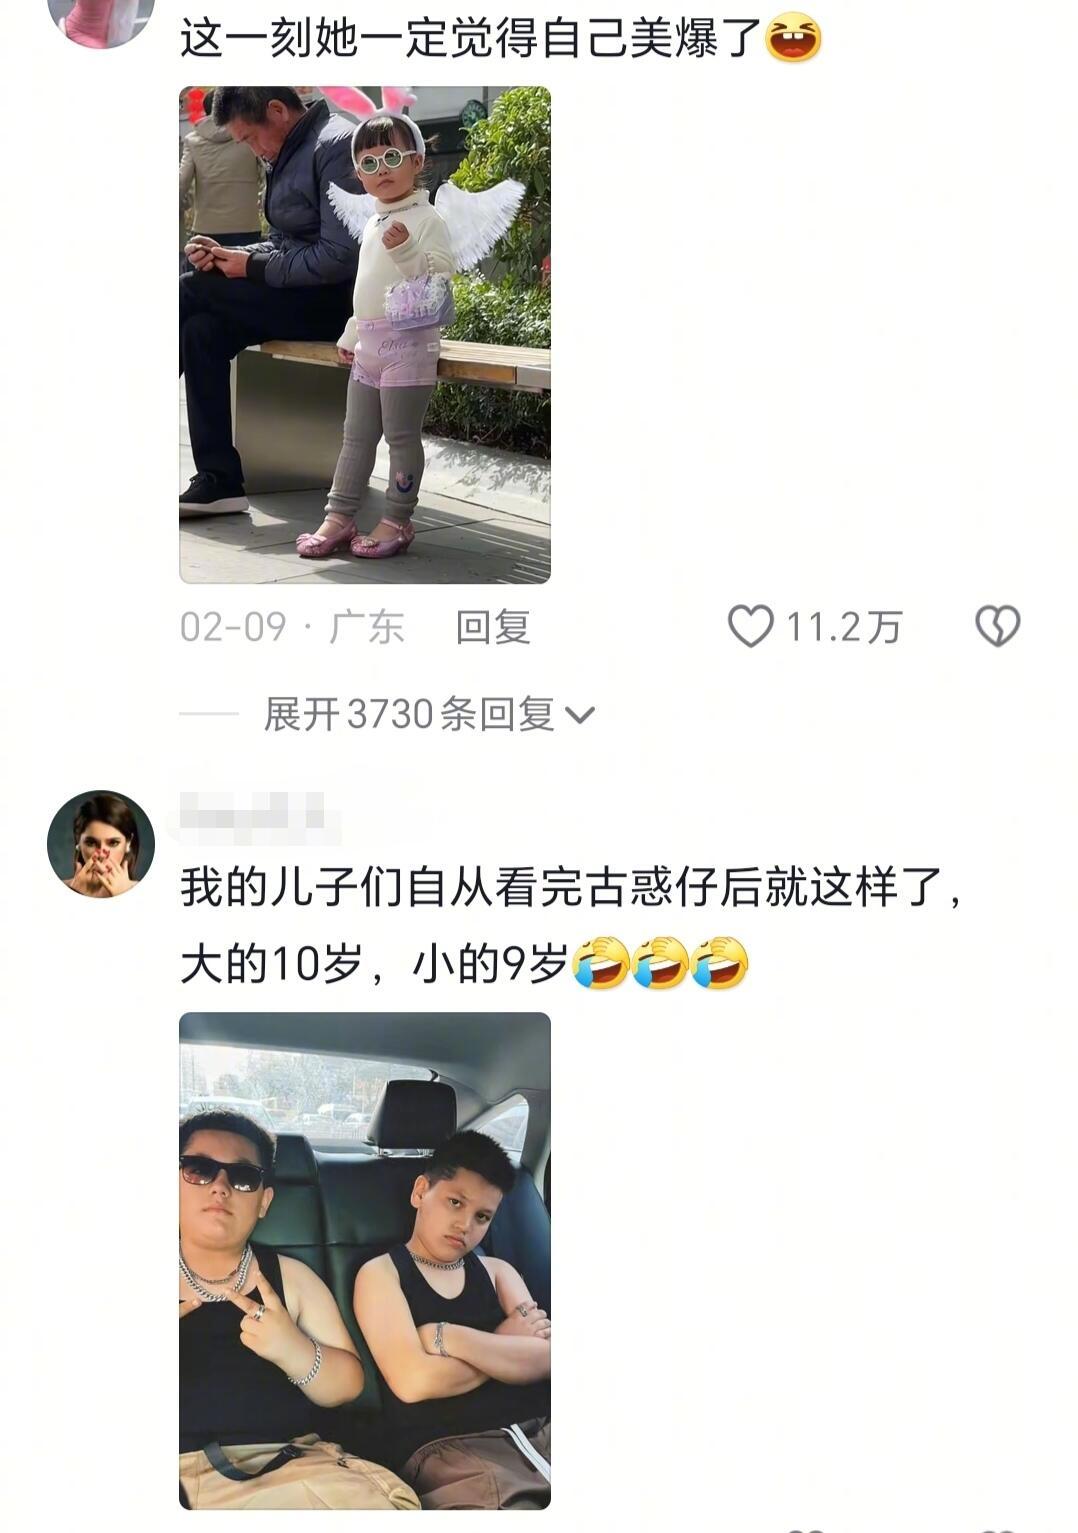 这一刻她一定觉得自己美爆了
02-09 · 广东 回复 11.2万
展开3730条回复
我的儿子们自从看完古惑仔后就这样了，
大的10岁，小的9岁